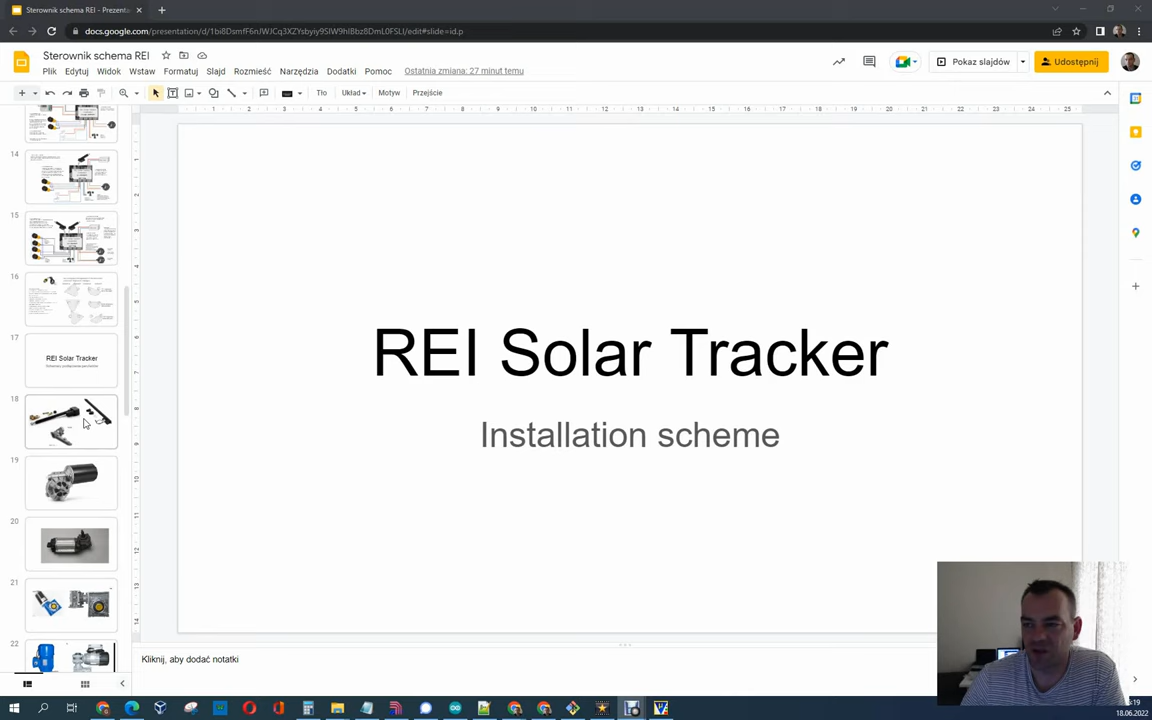 Sterownik schema REI - Prezenta
docs.google.com/presentation/d/1bi8DsmfF6nJWJCq3XZYsbyiy9SIW9hIBbz8DmL0FSLI/edit#slide=id.p
Sterownik schema REI
Plik Edytuj Widok Wstaw Formatuj Slajd Rozmieść Narzędzia Dodatki Pomoc Ostatnia zmiana: 27 minut temu
Pokaz slajdów
Udostępnij
Tło Układ Motyw Przejście
14
15
16
17
REI Solar Tracker
18
19
20
21
22
REI Solar Tracker
Installation scheme
Kliknij, aby dodać notatki
18.06.2022